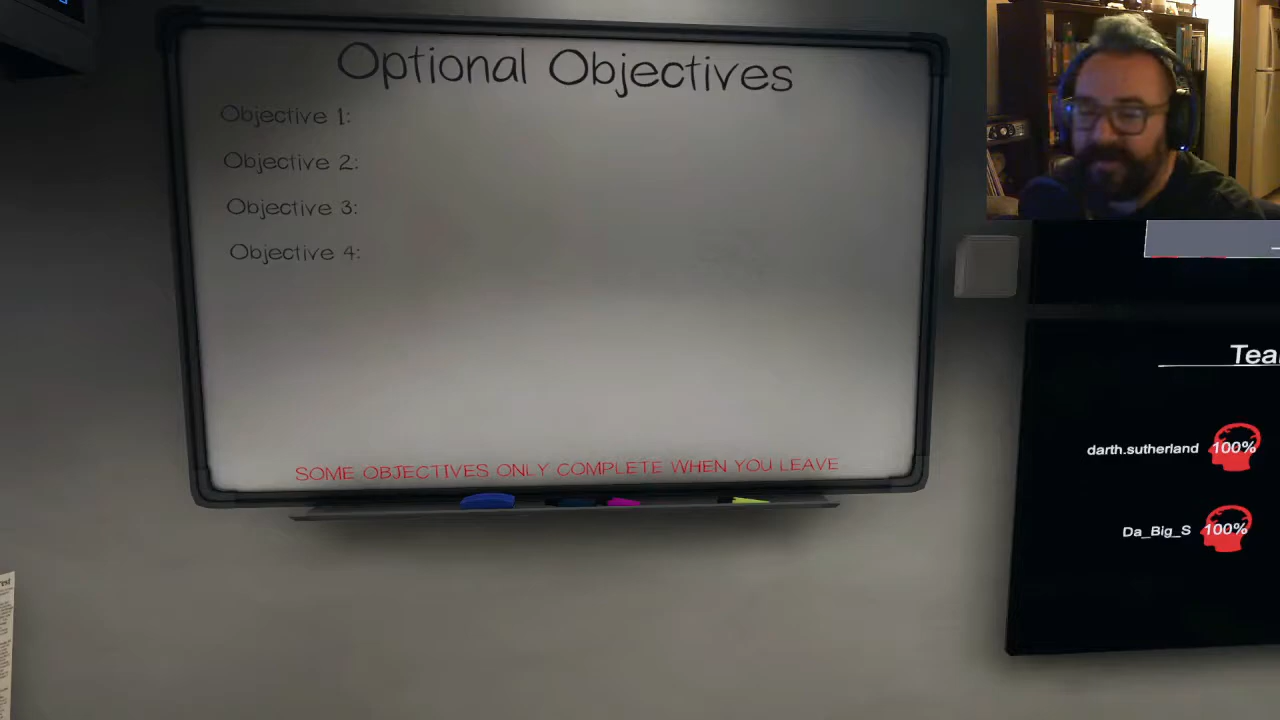 Optional Objectives
Objective 1:
Objective 2:
Objective 3:
Objective 4:
SOME OBJECTIVES ONLY COMPLETE WHEN YOU LEAVE
darth.sutherland 100%
Da_Big_S 100%